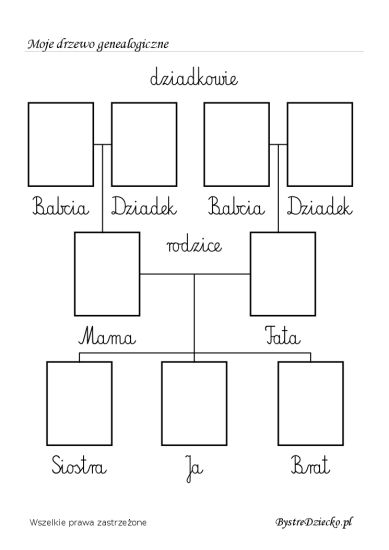 Moje drzewo genealogiczne
dziadkowie
Babcia Dziadek Babcia Dziadek
rodzice
Mama Tata
Siostra Ja Brat
Wszelkie prawa zastrzeżone BystreDziecko.pl